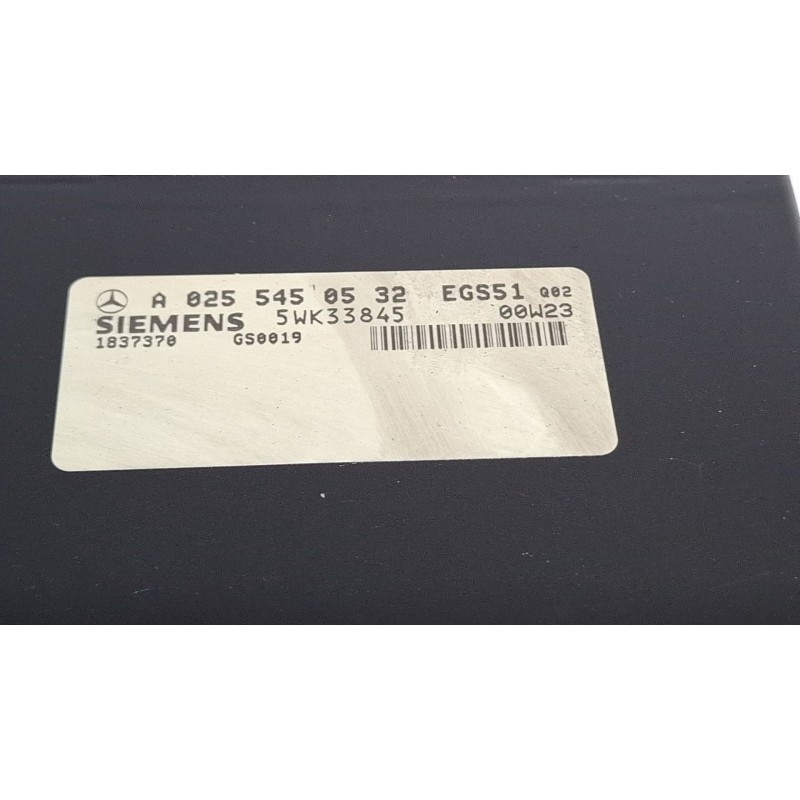 A 025 545 05 32 EGS51 Q02
SIEMENS 5WK33845 00W23
1837370 GS0019